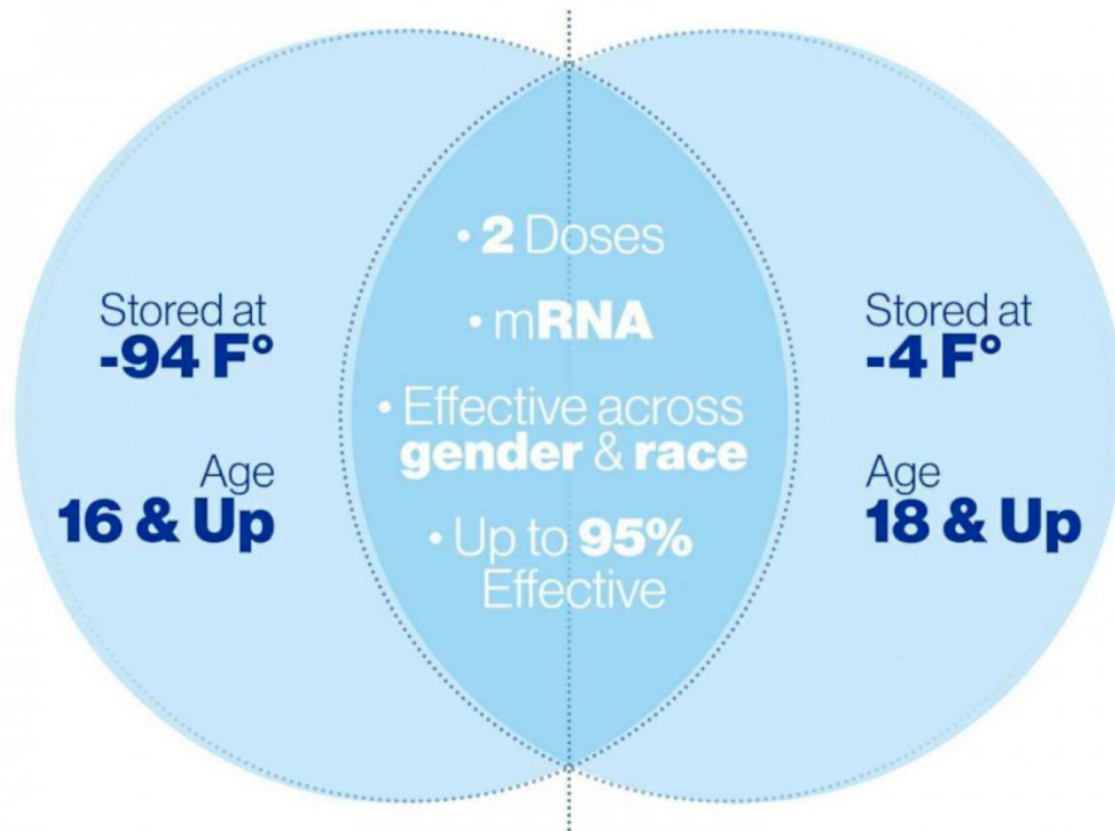 Stored at
-94 F°
Age
16 & Up
• 2 Doses
• mRNA
• Effective across
gender & race
• Up to 95%
Effective
Stored at
-4 F°
Age
18 & Up